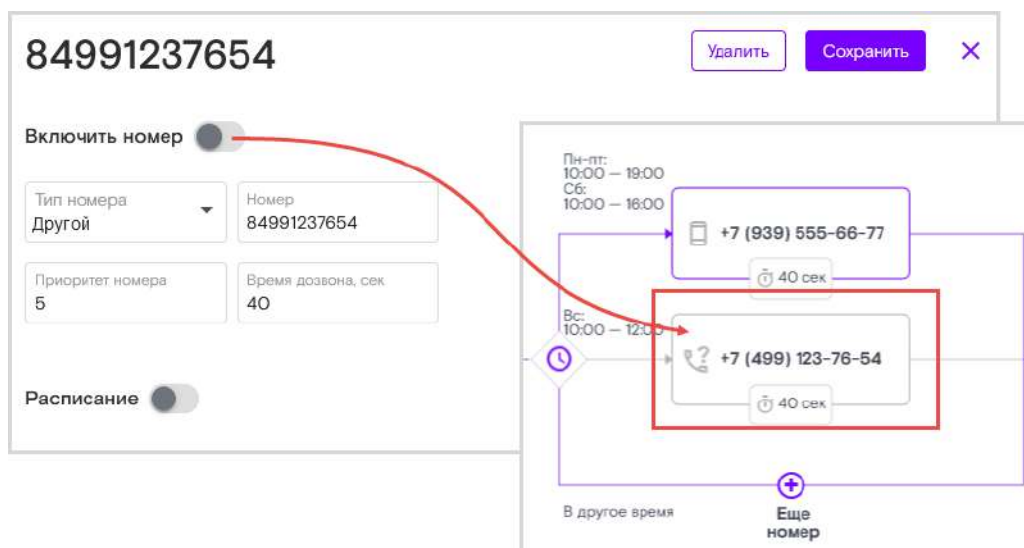 84991237654
Удалить
Сохранить
Включить номер
Тип номера
Другой
Номер
84991237654
Приоритет номера
5
Время дозвона, сек
40
Расписание
Пн-пт:
10:00 — 19:00
Сб:
10:00 — 16:00
+7 (939) 555-66-77
40 сек
Вс:
10:00 — 12:00
+7 (499) 123-76-54
40 сек
В другое время
Еще
номер